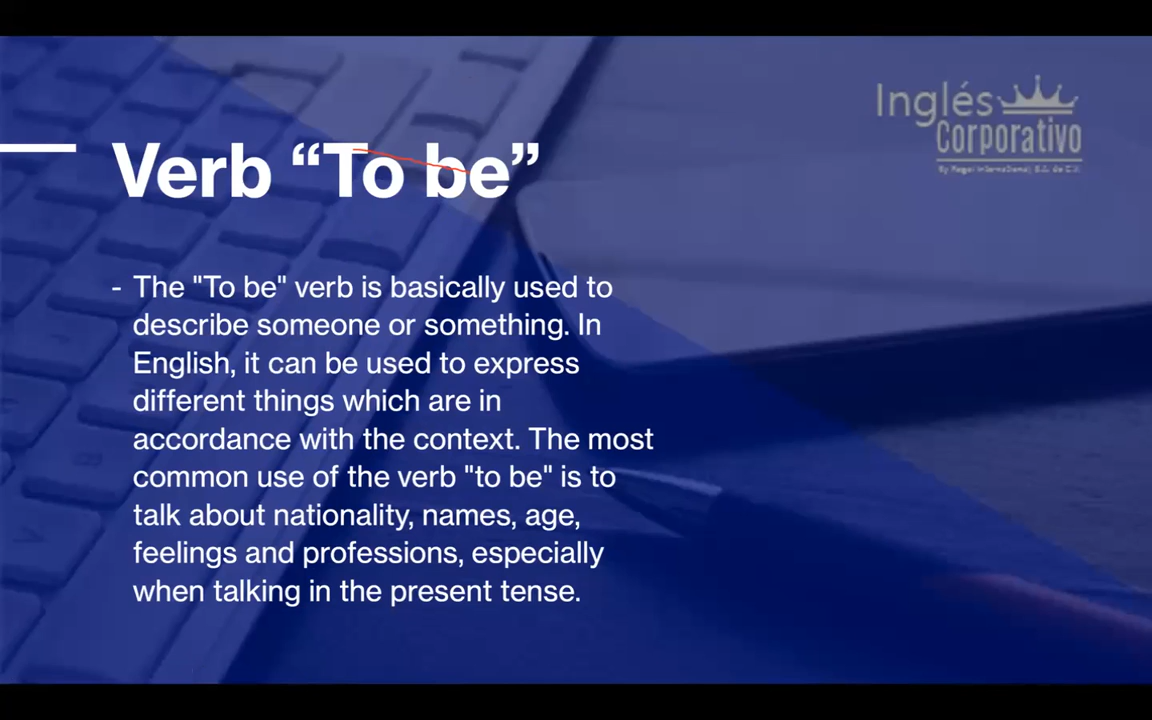 Inglés
Corporativo
Verb “To be”
- The "To be" verb is basically used to
describe someone or something. In
English, it can be used to express
different things which are in
accordance with the context. The most
common use of the verb "to be" is to
talk about nationality, names, age,
feelings and professions, especially
when talking in the present tense.